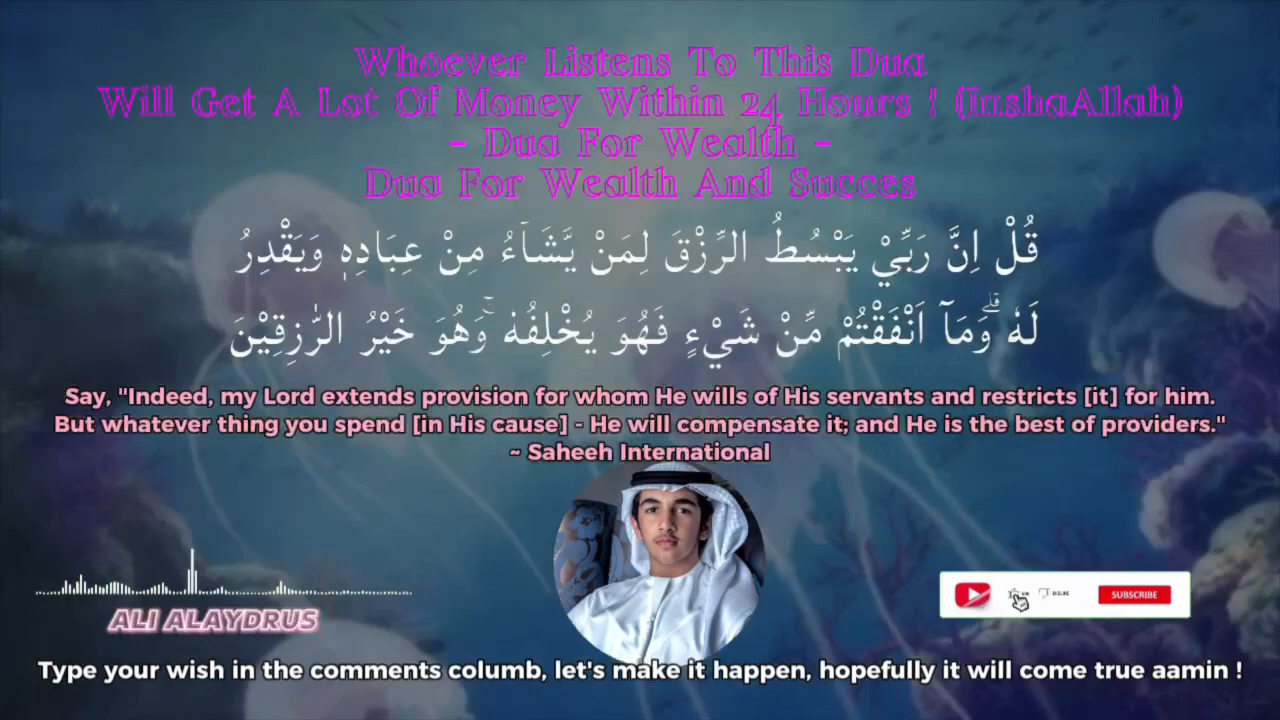 Whoever Listens To This Dua
Will Get A Lot Of Money Within 24 Hours ! (InshaAllah)
- Dua For Wealth -
Dua For Wealth And Succes
قُلْ اِنَّ رَبِّيْ يَبْسُطُ الرِّزْقَ لِمَنْ يَّشَاۤءُ مِنْ عِبَادِهٖ وَيَقْدِرُ
لَهٗ ۗوَمَآ اَنْفَقْتُمْ مِّنْ شَيْءٍ فَهُوَ يُخْلِفُهٗ ۚوَهُوَ خَيْرُ الرّٰزِقِيْنَ
Say, "Indeed, my Lord extends provision for whom He wills of His servants and restricts [it] for him.
But whatever thing you spend [in His cause] - He will compensate it; and He is the best of providers."
~ Saheeh International
SUBSCRIBE
ALI ALAYDRUS
Type your wish in the comments columb, let's make it happen, hopefully it will come true aamin !